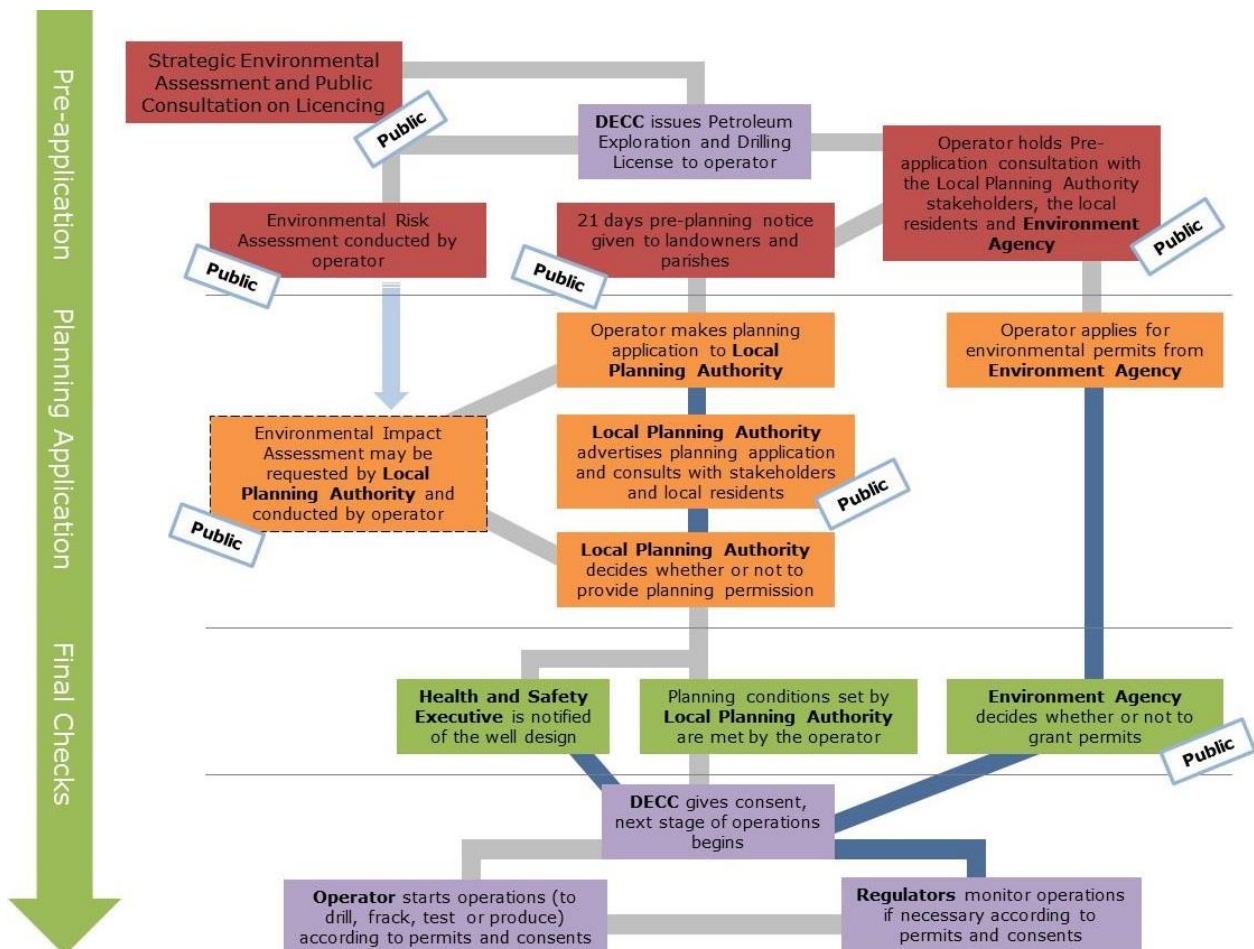 Pre-application
Planning Application
Final Checks
Strategic Environmental
Assessment and Public
Consultation on Licencing
Public
DECC issues Petroleum
Exploration and Drilling
License to operator
Operator holds Pre-
application consultation with
the Local Planning Authority
stakeholders, the local
residents and Environment
Agency
Public
Environmental Risk
Assessment conducted by
operator
Public
21 days pre-planning notice
given to landowners and
parishes
Public
Operator makes planning
application to Local
Planning Authority
Operator applies for
environmental permits from
Environment Agency
Environmental Impact
Assessment may be
requested by Local
Planning Authority and
conducted by operator
Public
Local Planning Authority
advertises planning application
and consults with stakeholders
and local residents
Public
Local Planning Authority
decides whether or not to
provide planning permission
Health and Safety
Executive is notified
of the well design
Planning conditions set by
Local Planning Authority
are met by the operator
Environment Agency
decides whether or not to
grant permits
Public
DECC gives consent,
next stage of operations
begins
Operator starts operations (to
drill, frack, test or produce)
according to permits and consents
Regulators monitor operations
if necessary according to
permits and consents